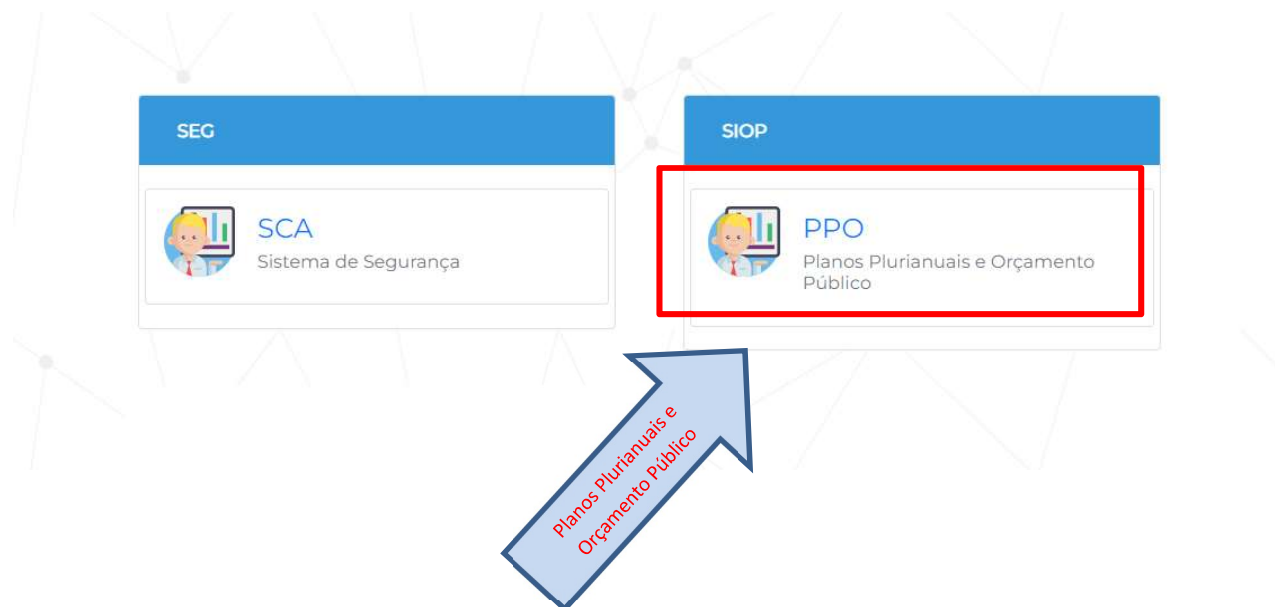 SEG
SCA
Sistema de Segurança
SIOP
PPO
Planos Plurianuais e Orçamento
Público
Planos Plurianuais e
Orçamento Público